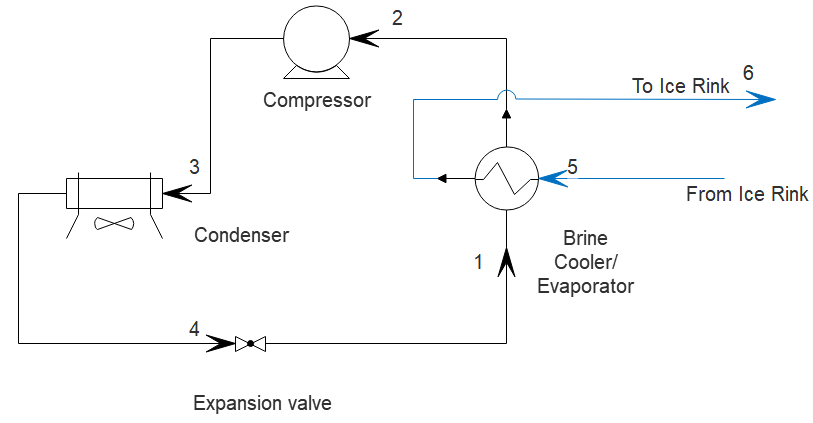 2
Compressor
To Ice Rink
6
3
5
From Ice Rink
Condenser
1
Brine
Cooler/
Evaporator
4
Expansion valve